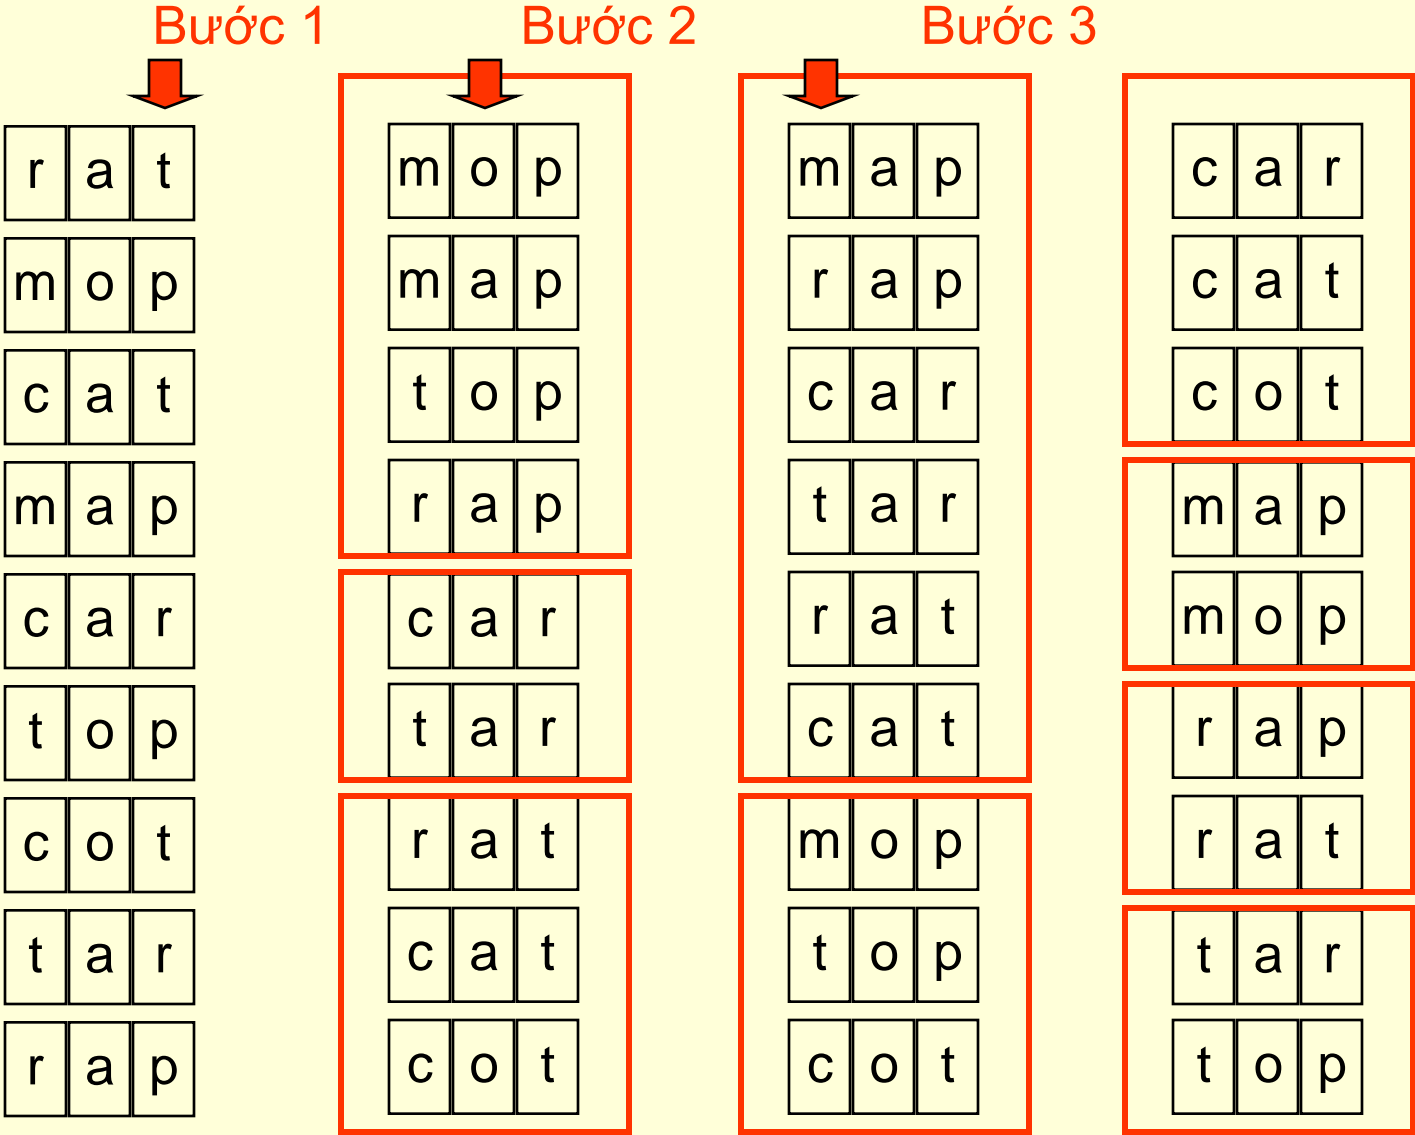 Bước 1 Bước 2 Bước 3
r a t m o p m a p c a r
m o p m a p r a p c a t
c a t t o p c a r c o t
m a p r a p t a r m a p
c a r c a r r a t m o p
t o p t a r c a t r a p
c o t r a t m o p r a t
t a r c a t t o p t a r
r a p c o t c o t t o p